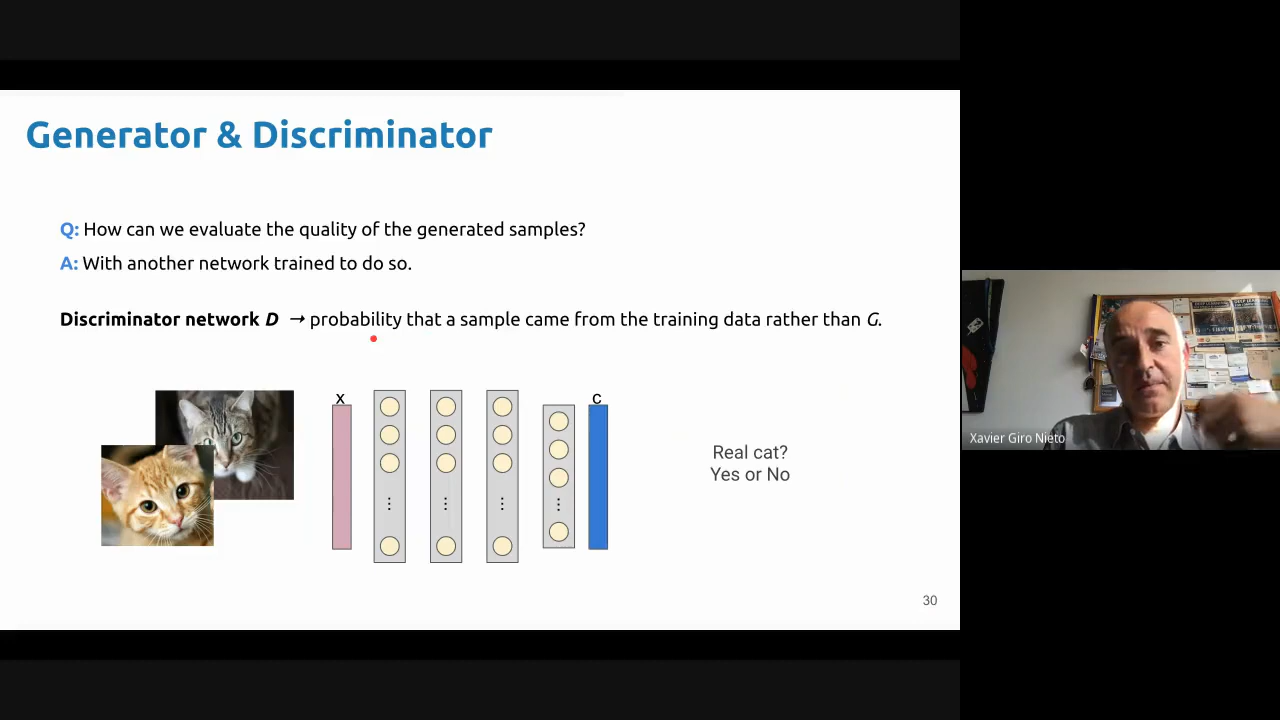 Generator & Discriminator
Q: How can we evaluate the quality of the generated samples?
A: With another network trained to do so.
Discriminator network D → probability that a sample came from the training data rather than G.
x
c
Real cat?
Yes or No
30
Xavier Giro Nieto